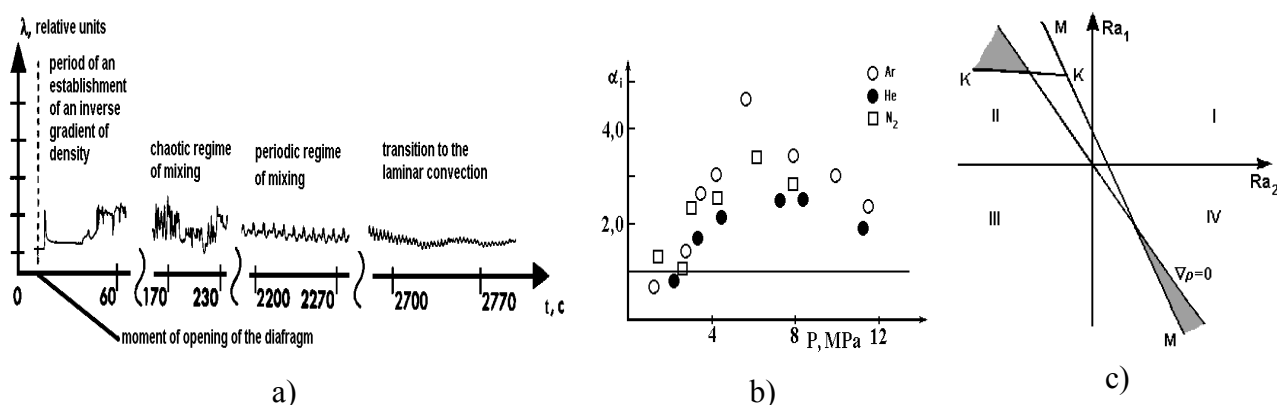 λ, relative units
period of an
establishment
of an inverse
gradient of
density
chaotic regime
of mixing
periodic regime
of mixing
transition to the
laminar convection
0
60
170
230
2200
2270
2700
2770
t, c
moment of opening of the diafragm
a)
αi
4,0
2,0
Ar
He
N2
4
8
12
P, MPa
b)
M
Ra1
K
K
II
I
Ra2
III
IV
∇ρ=0
M
c)